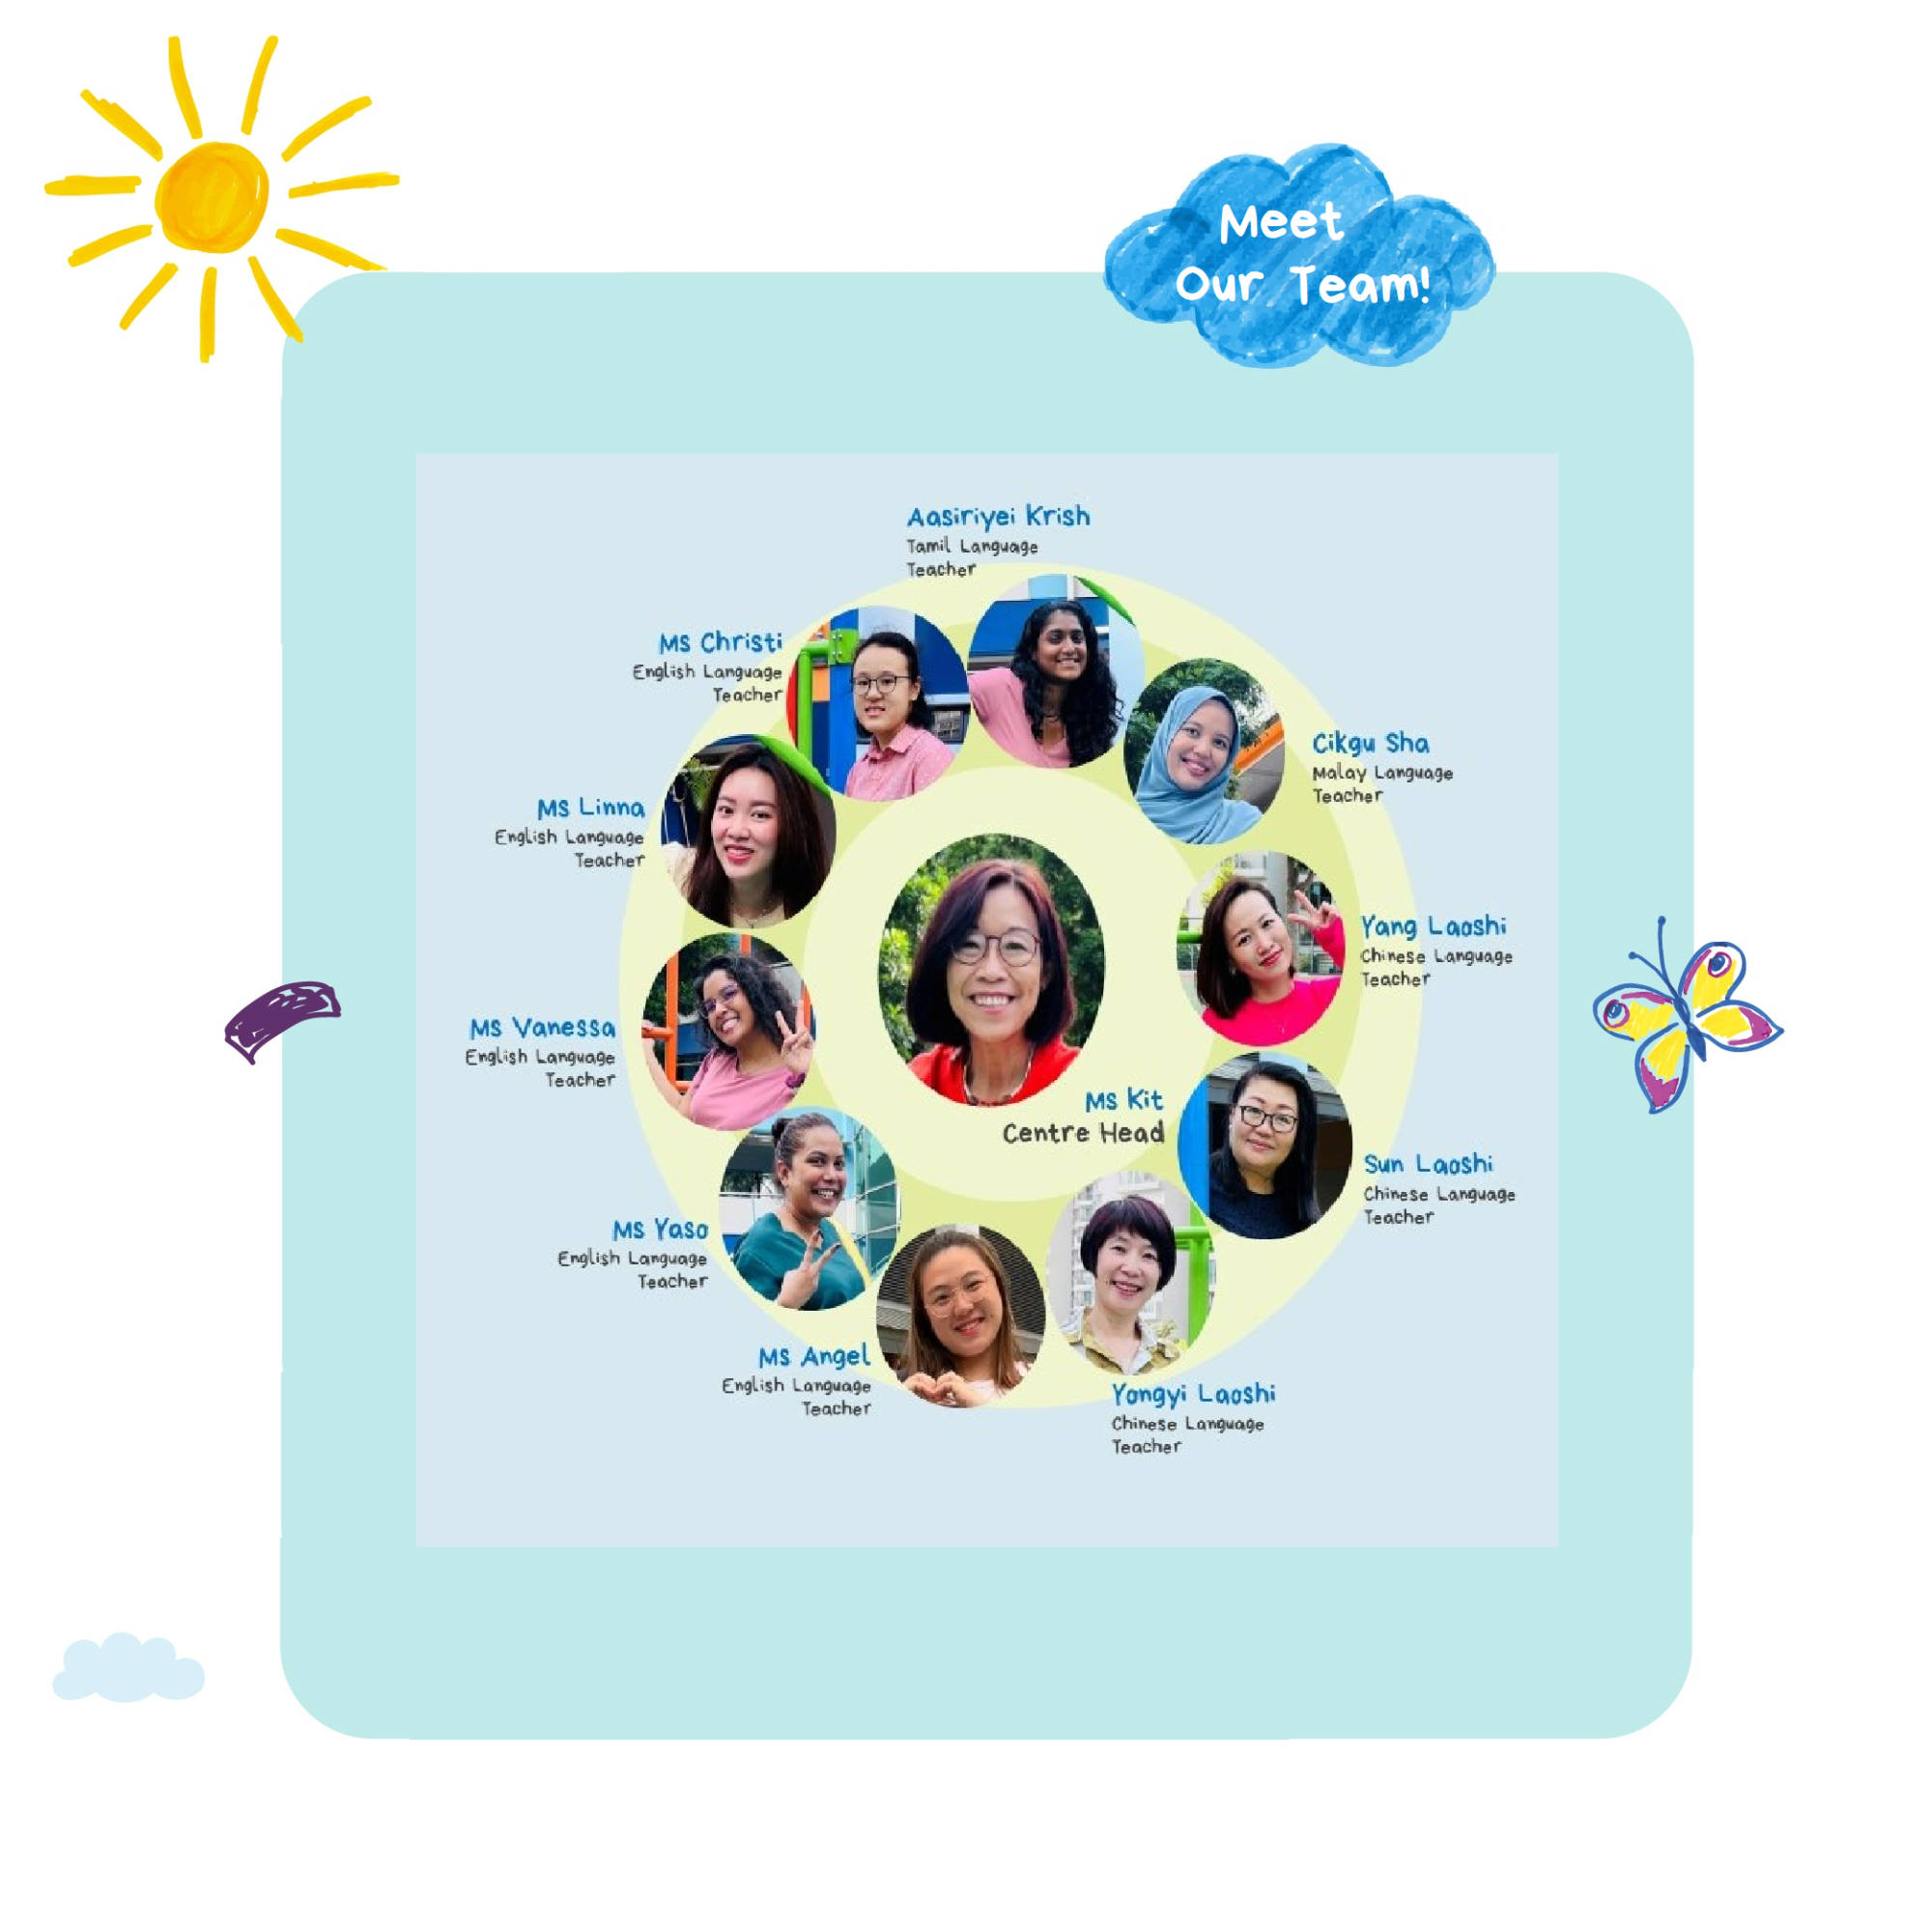 Meet
Our Team!
Aasiriyei Krish
Tamil Language
Teacher
Ms Christi
English Language
Teacher
Cikgu Sha
Malay Language
Teacher
Ms Linna
English Language
Teacher
Yang Laoshi
Chinese Language
Teacher
Ms Vanessa
English Language
Teacher
Ms Kit
Centre Head
Sun Laoshi
Chinese Language
Teacher
Ms Yaso
English Language
Teacher
Ms Angel
English Language
Teacher
Yongyi Laoshi
Chinese Language
Teacher